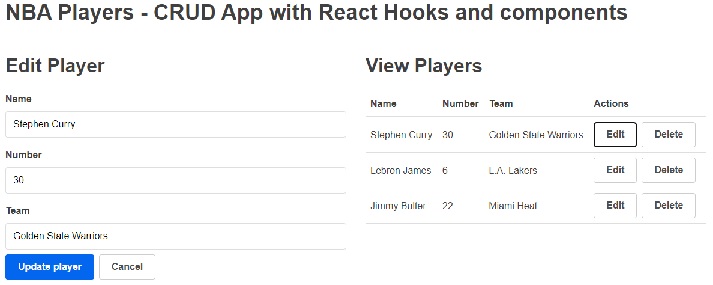 NBA Players - CRUD App with React Hooks and components
Edit Player
Name
Stephen Curry
Number
30
Team
Golden State Warriors
Update player Cancel
View Players
Name Number Team Actions
Stephen Curry 30 Golden State Warriors Edit Delete
Lebron James 6 L.A. Lakers Edit Delete
Jimmy Butler 22 Miami Heat Edit Delete